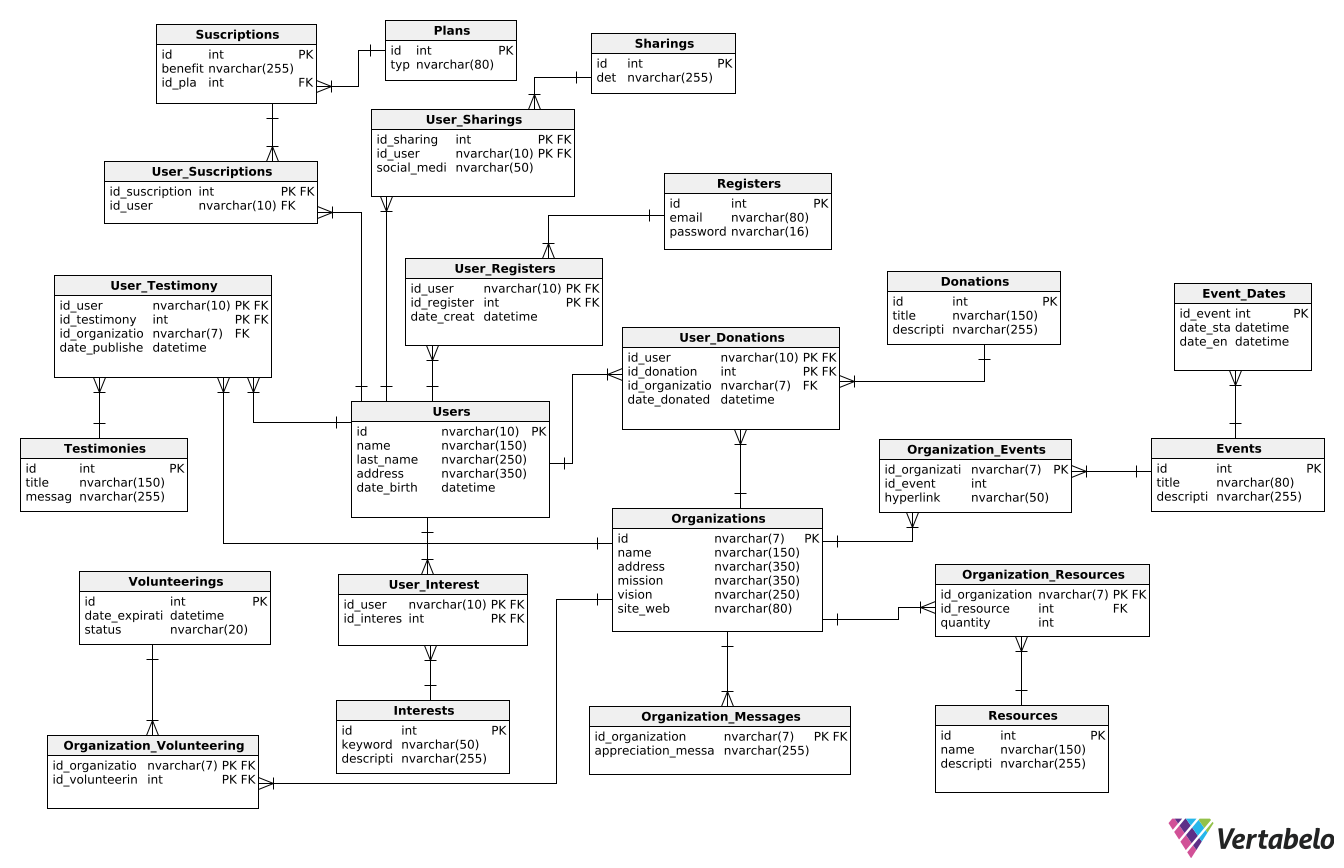 Suscriptions
id int PK
benefit nvarchar(255)
id_pla int FK
Plans
id int PK
typ nvarchar(80)
Sharings
id int PK
det nvarchar(255)
User_Sharings
id_sharing int PK FK
id_user nvarchar(10) PK FK
social_medi nvarchar(50)
User_Suscriptions
id_suscription int PK FK
id_user nvarchar(10) FK
Registers
id int PK
email nvarchar(80)
password nvarchar(16)
User_Registers
id_user nvarchar(10) PK FK
id_register int PK FK
date_creat datetime
User_Testimony
id_user nvarchar(10) PK FK
id_testimony int PK FK
id_organizatio nvarchar(7) FK
date_publishe datetime
Donations
id int PK
title nvarchar(150)
descripti nvarchar(255)
Event_Dates
id_event int PK
date_sta datetime
date_en datetime
User_Donations
id_user nvarchar(10) PK FK
id_donation int PK FK
id_organizatio nvarchar(7) FK
date_donated datetime
Users
id nvarchar(10) PK
name nvarchar(150)
last_name nvarchar(250)
address nvarchar(350)
date_birth datetime
Testimonies
id int PK
title nvarchar(150)
messag nvarchar(255)
Organization_Events
id_organizati nvarchar(7) PK
id_event int
hyperlink nvarchar(50)
Events
id int PK
title nvarchar(80)
descripti nvarchar(255)
Organizations
id nvarchar(7) PK
name nvarchar(150)
address nvarchar(350)
mission nvarchar(350)
vision nvarchar(250)
site_web nvarchar(80)
Volunteerings
id int PK
date_expirati datetime
status nvarchar(20)
User_Interest
id_user nvarchar(10) PK FK
id_interes int PK FK
Organization_Resources
id_organization nvarchar(7) PK FK
id_resource int FK
quantity int
Interests
id int PK
keyword nvarchar(50)
descripti nvarchar(255)
Organization_Messages
id_organization nvarchar(7) PK FK
appreciation_messa nvarchar(255)
Resources
id int PK
name nvarchar(150)
descripti nvarchar(255)
Organization_Volunteering
id_organizatio nvarchar(7) PK FK
id_volunteerin int PK FK
Vertabelo